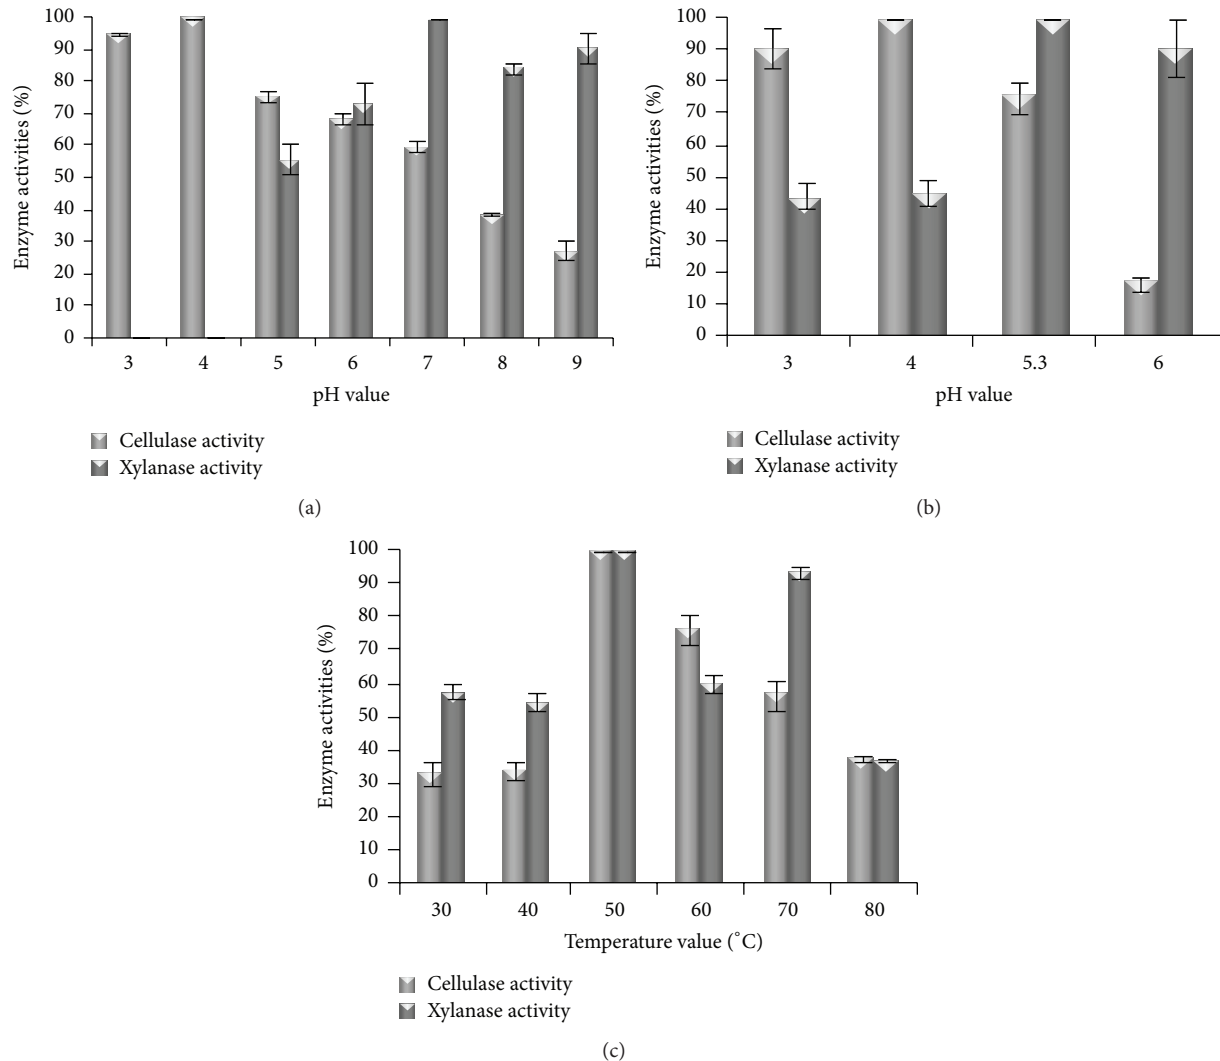 100
90
80
70
60
50
40
30
20
10
0
Enzyme activities (%)
3 4 5 6 7 8 9
pH value
Cellulase activity
Xylanase activity
(a)
100
90
80
70
60
50
40
30
20
10
0
Enzyme activities (%)
3 4 5.3 6
pH value
Cellulase activity
Xylanase activity
(b)
100
90
80
70
60
50
40
30
20
10
0
Enzyme activities (%)
30 40 50 60 70 80
Temperature value (°C)
Cellulase activity
Xylanase activity
(c)